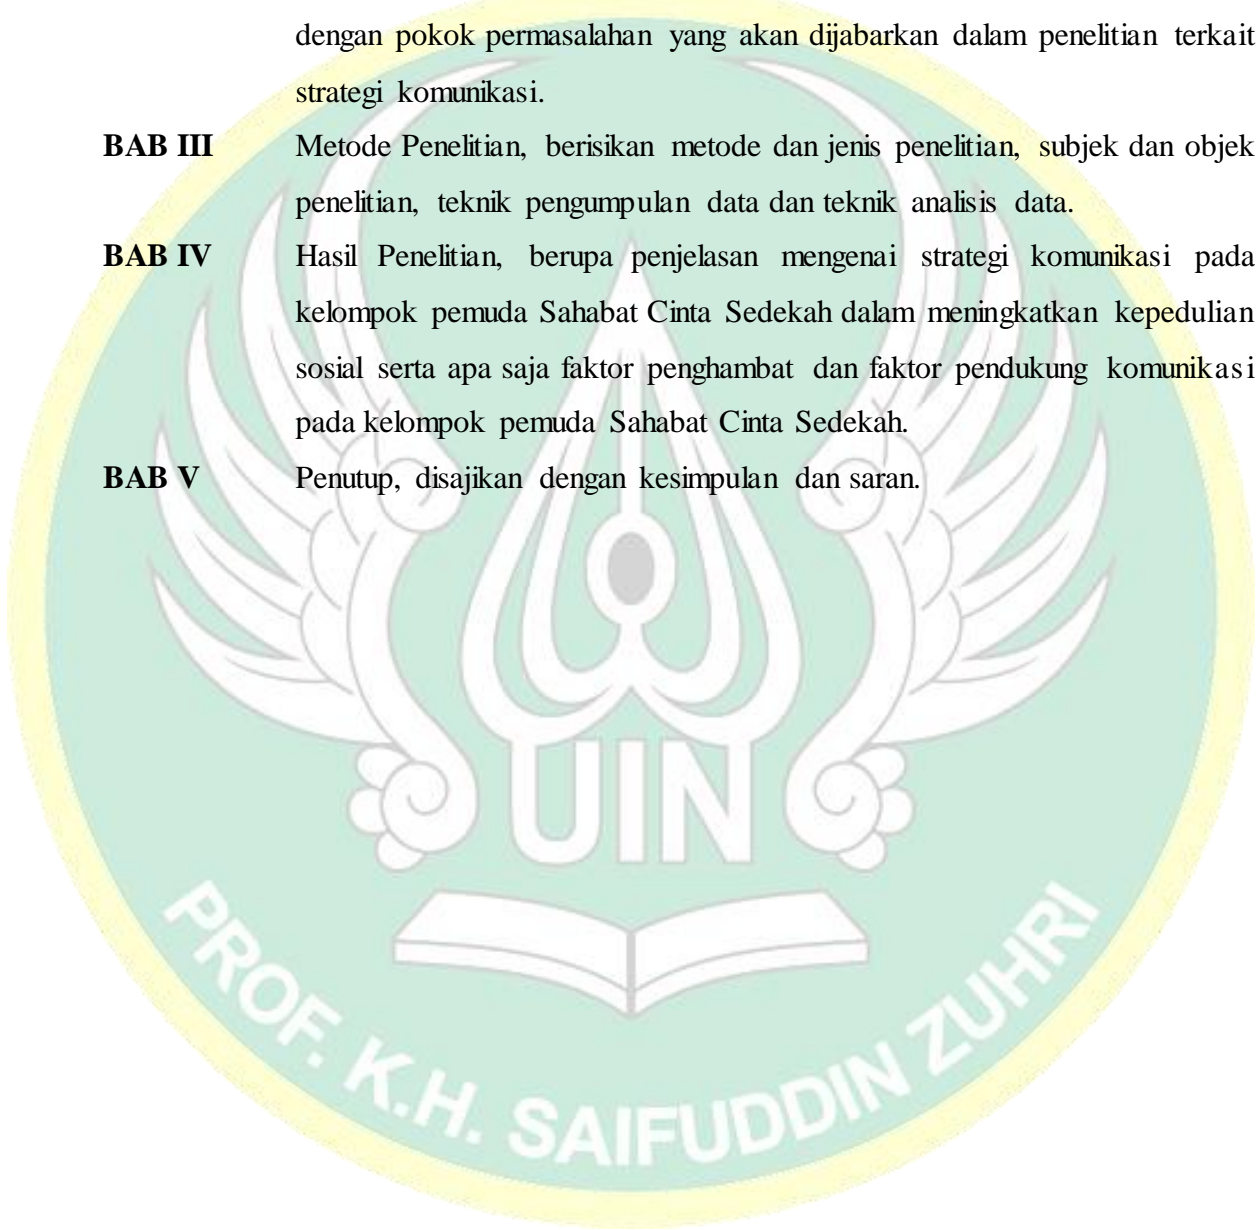 dengan pokok permasalahan yang akan dijabarkan dalam penelitian terkait
strategi komunikasi.
BAB III Metode Penelitian, berisikan metode dan jenis penelitian, subjek dan objek
penelitian, teknik pengumpulan data dan teknik analisis data.
BAB IV Hasil Penelitian, berupa penjelasan mengenai strategi komunikasi pada
kelompok pemuda Sahabat Cinta Sedekah dalam meningkatkan kepedulian
sosial serta apa saja faktor penghambat dan faktor pendukung komunikasi
pada kelompok pemuda Sahabat Cinta Sedekah.
BAB V Penutup, disajikan dengan kesimpulan dan saran.
UIN
PROF. K.H. SAIFUDDIN ZUHRI